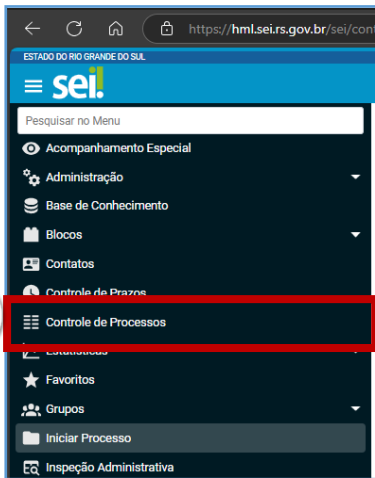 https://hml.sei.rs.gov.br/sei/cont
ESTADO DO RIO GRANDE DO SUL
sei!
Pesquisar no Menu
Acompanhamento Especial
Administração
Base de Conhecimento
Blocos
Contatos
Controle de Prazos
Controle de Processos
Estatísticas
Favoritos
Grupos
Iniciar Processo
Inspeção Administrativa